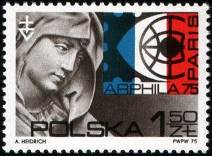 PARIS
ARPHILA 75
POLSKA 1.50
ZŁ
A. HEIDRICH PWPW 75